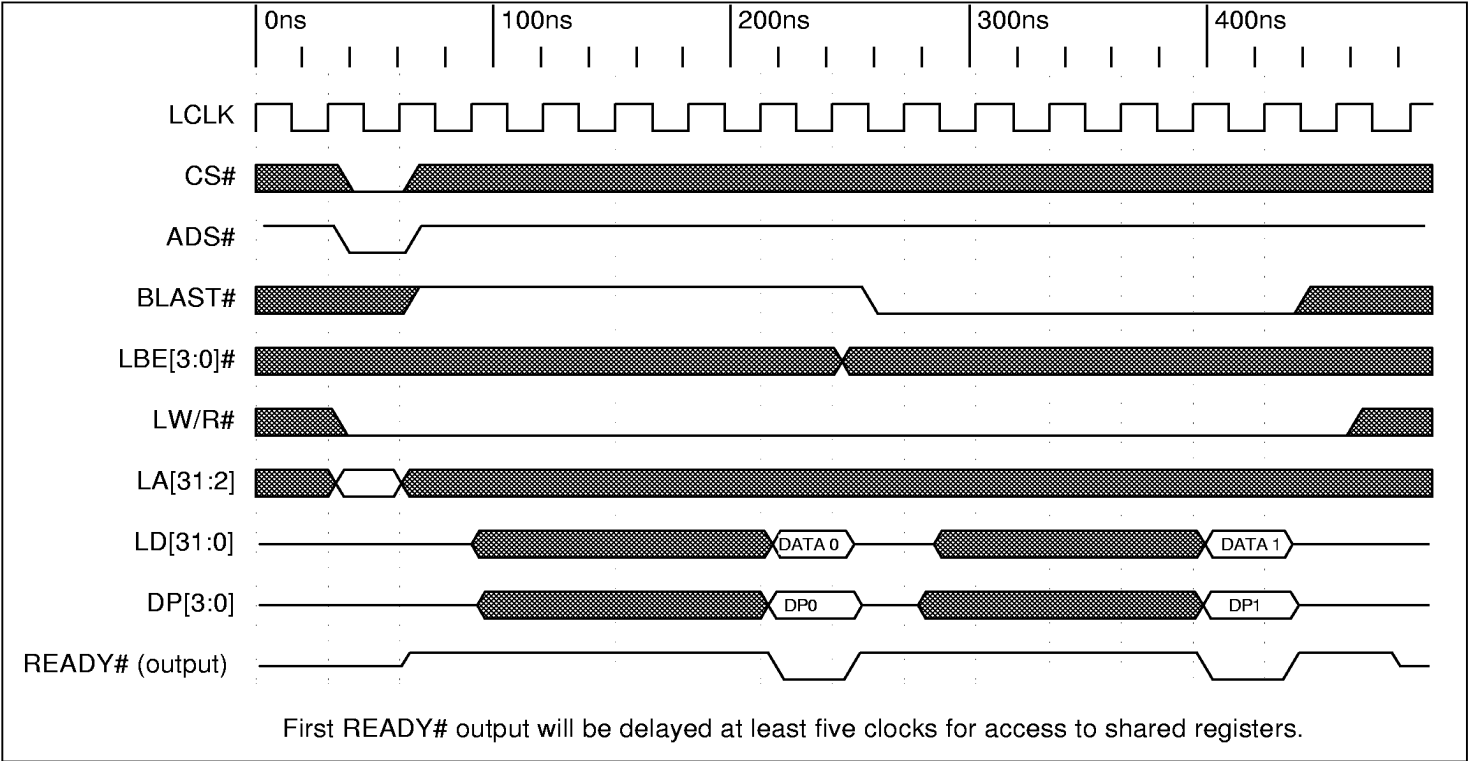 0ns 100ns 200ns 300ns 400ns
LCLK
CS#
ADS#
BLAST#
LBE[3:0]#
LW/R#
LA[31:2]
LD[31:0] DATA 0 DATA 1
DP[3:0] DP0 DP1
READY# (output)
First READY# output will be delayed at least five clocks for access to shared registers.